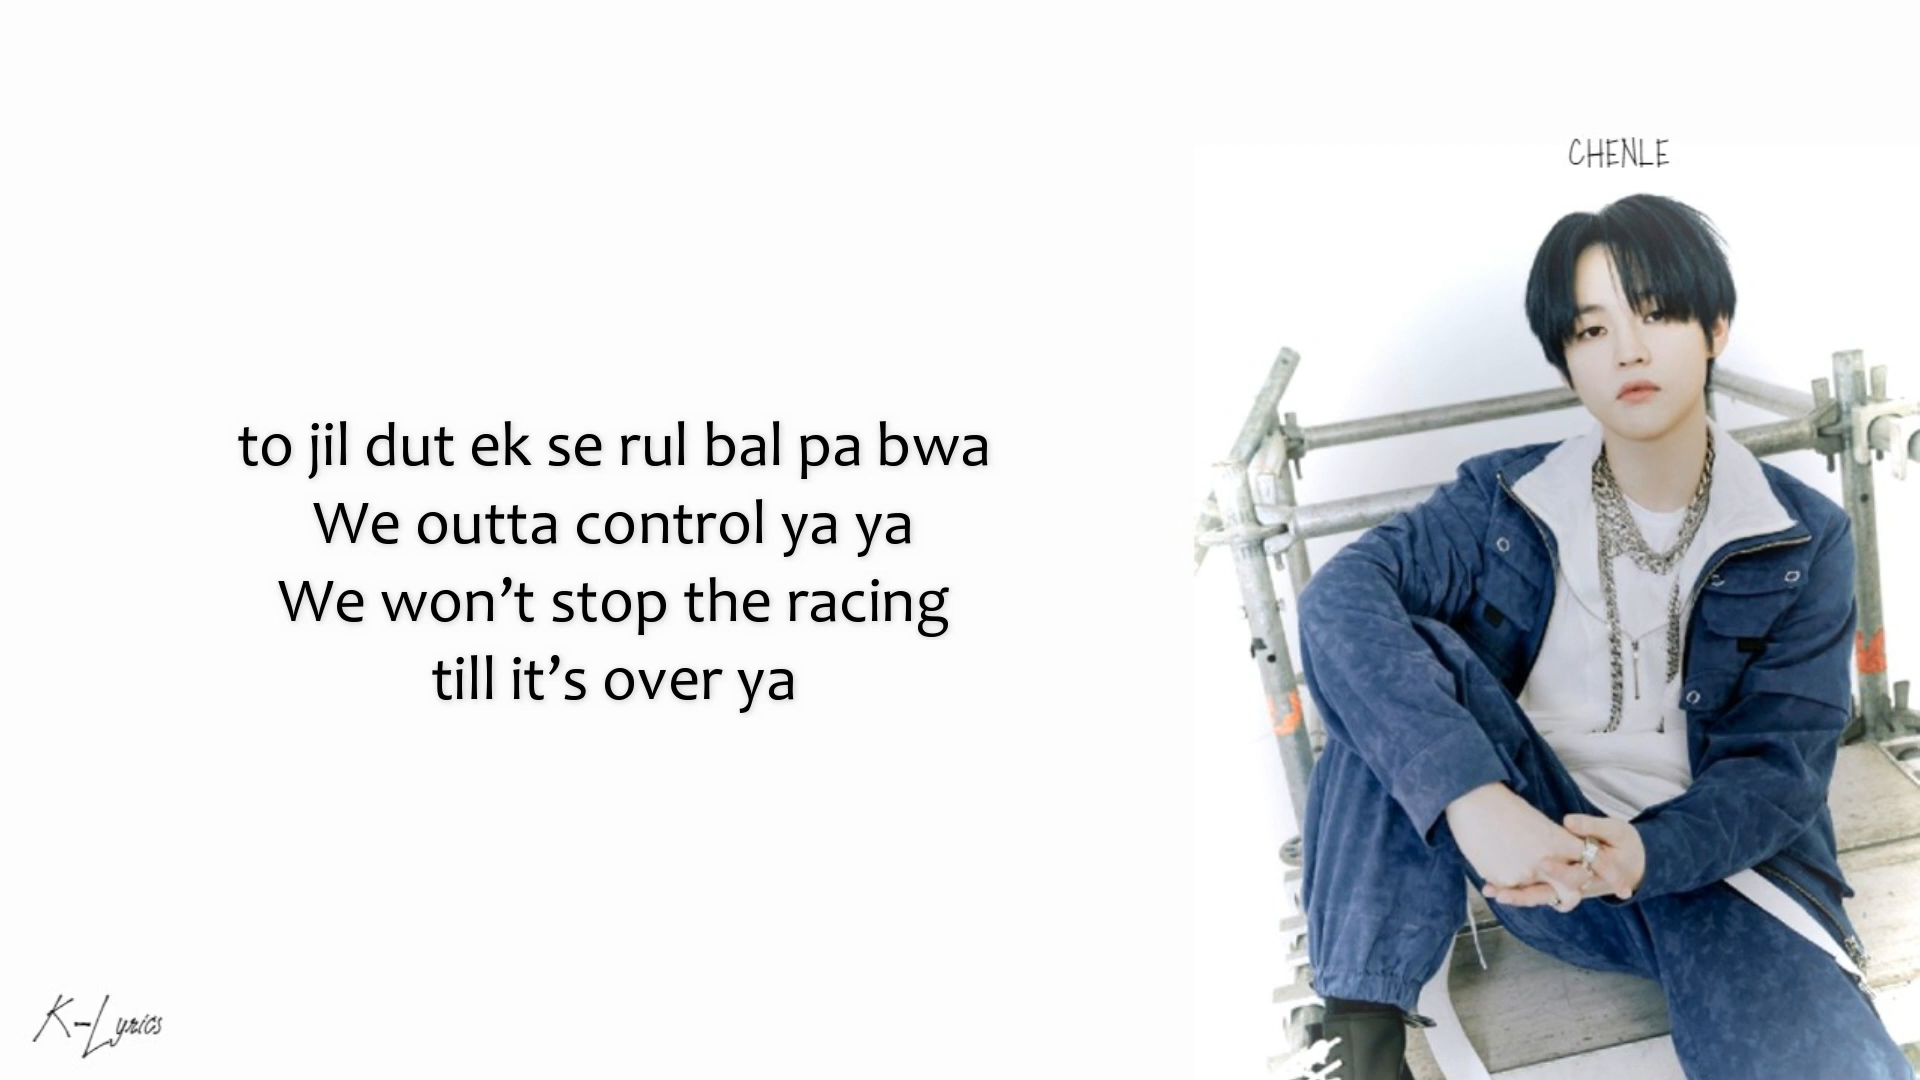 CHENLE
to jil dut ek se rul bal pa bwa
We outta control ya ya
We won’t stop the racing
till it’s over ya
K-Lyrics